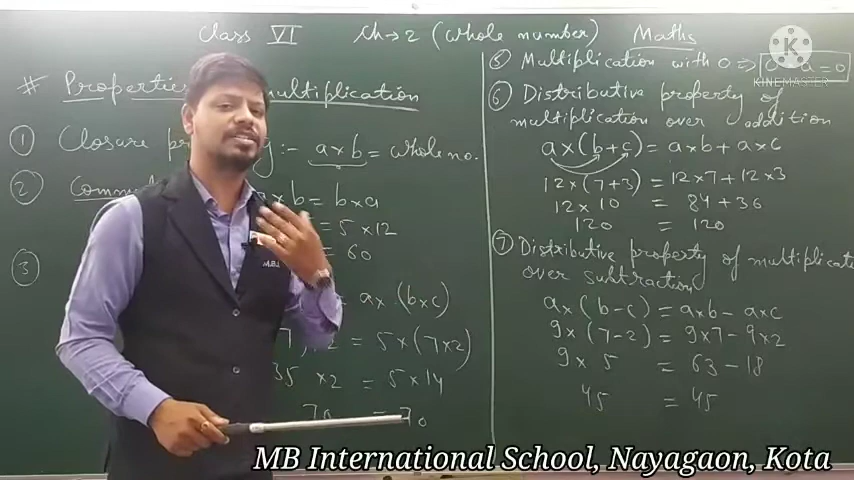 Class VI Ch→2 (Whole number) Maths
# Properties multiplication
① Closure :- a×b = whole no.
② ×b = b×a
= 5×12
= 60
③
= a×(b×c)
= 5×(7×2)
35 ×2 = 5×14
70 = 70
⑤ Multiplication with 0 ⇒ a = 0
⑥ Distributive property of
multiplication over addition
a×(b+c) = a×b + a×c
12×(7+3) = 12×7 + 12×3
12×10 = 84+36
120 = 120
⑦ Distributive property of multiplicat
over subtraction
a×(b-c) = a×b - a×c
9×(7-2) = 9×7 - 9×2
9×5 = 63-18
45 = 45
KINEMASTER
MB International School, Nayagaon, Kota